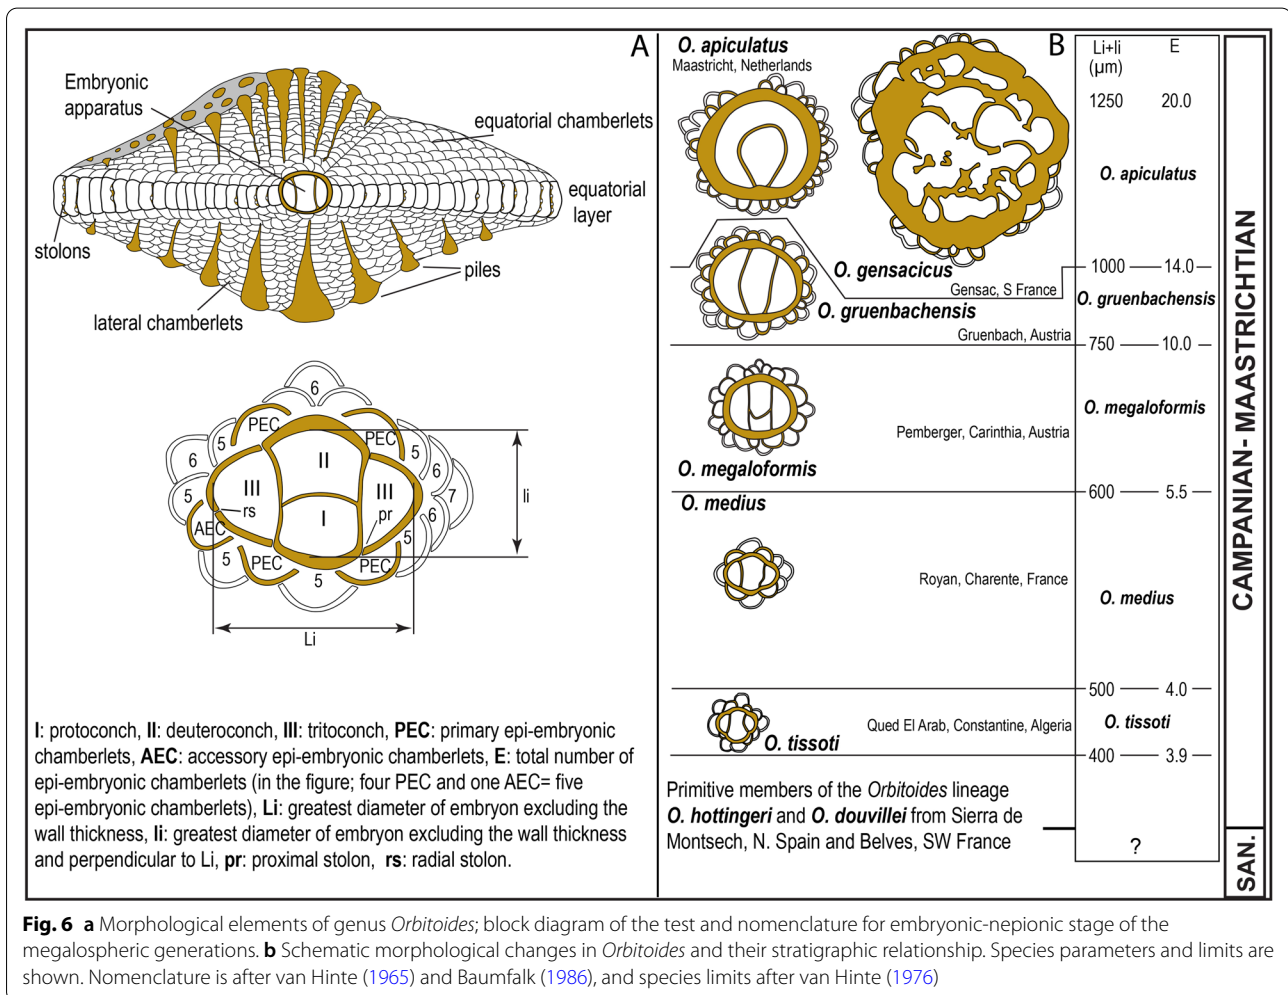 A
Embryonic
apparatus
equatorial chamberlets
equatorial
layer
stolons
piles
lateral chamberlets
6
PEC
PEC
5
5
6
6
II
III
III
5
7
rs
I
pr
6
AEC
5
5
PEC
PEC
5
li
Li
I: protoconch, II: deuteroconch, III: tritoconch, PEC: primary epi-embryonic
chamberlets, AEC: accessory epi-embryonic chamberlets, E: total number of
epi-embryonic chamberlets (in the figure; four PEC and one AEC= five
epi-embryonic chamberlets), Li: greatest diameter of embryon excluding the
wall thickness, li: greatest diameter of embryon excluding the wall thickness
and perpendicular to Li, pr: proximal stolon, rs: radial stolon.
B
O. apiculatus
Maastricht, Netherlands
O. gensacicus
Gensac, S France
O. gruenbachensis
Gruenbach, Austria
Pemberger, Carinthia, Austria
O. megaloformis
O. medius
Royan, Charente, France
Qued El Arab, Constantine, Algeria
O. tissoti
Primitive members of the Orbitoides lineage
O. hottingeri and O. douvillei from Sierra de
Montsech, N. Spain and Belves, SW France
Li+li E
(µm)
1250 20.0
O. apiculatus
1000 14.0
O. gruenbachensis
750 10.0
O. megaloformis
600 5.5
O. medius
500 4.0
O. tissoti
400 3.9
?
CAMPANIAN- MAASTRICHTIAN
SAN.
Fig. 6 a Morphological elements of genus Orbitoides; block diagram of the test and nomenclature for embryonic-nepionic stage of the
megalospheric generations. b Schematic morphological changes in Orbitoides and their stratigraphic relationship. Species parameters and limits are
shown. Nomenclature is after van Hinte (1965) and Baumfalk (1986), and species limits after van Hinte (1976)